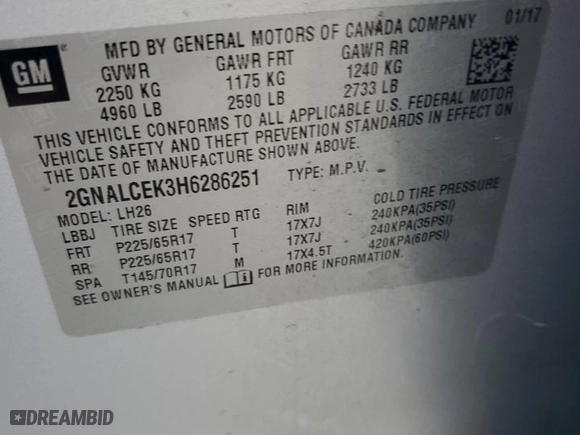 GM
MFD BY GENERAL MOTORS OF CANADA COMPANY 01/17
GVWR GAWR FRT GAWR RR
2250 KG 1175 KG 1240 KG
4960 LB 2590 LB 2733 LB
THIS VEHICLE CONFORMS TO ALL APPLICABLE U.S. FEDERAL MOTOR
VEHICLE SAFETY AND THEFT PREVENTION STANDARDS IN EFFECT ON
THE DATE OF MANUFACTURE SHOWN ABOVE.
2GNALCEK3H6286251 TYPE: M.P.V.
MODEL: LH26
LBBJ TIRE SIZE SPEED RTG RIM COLD TIRE PRESSURE
FRT P225/65R17 T 17X7J 240KPA(35PSI)
RR P225/65R17 T 17X7J 240KPA(35PSI)
SPA T145/70R17 M 17X4.5T 420KPA(60PSI)
SEE OWNER'S MANUAL FOR MORE INFORMATION.
DREAMBID